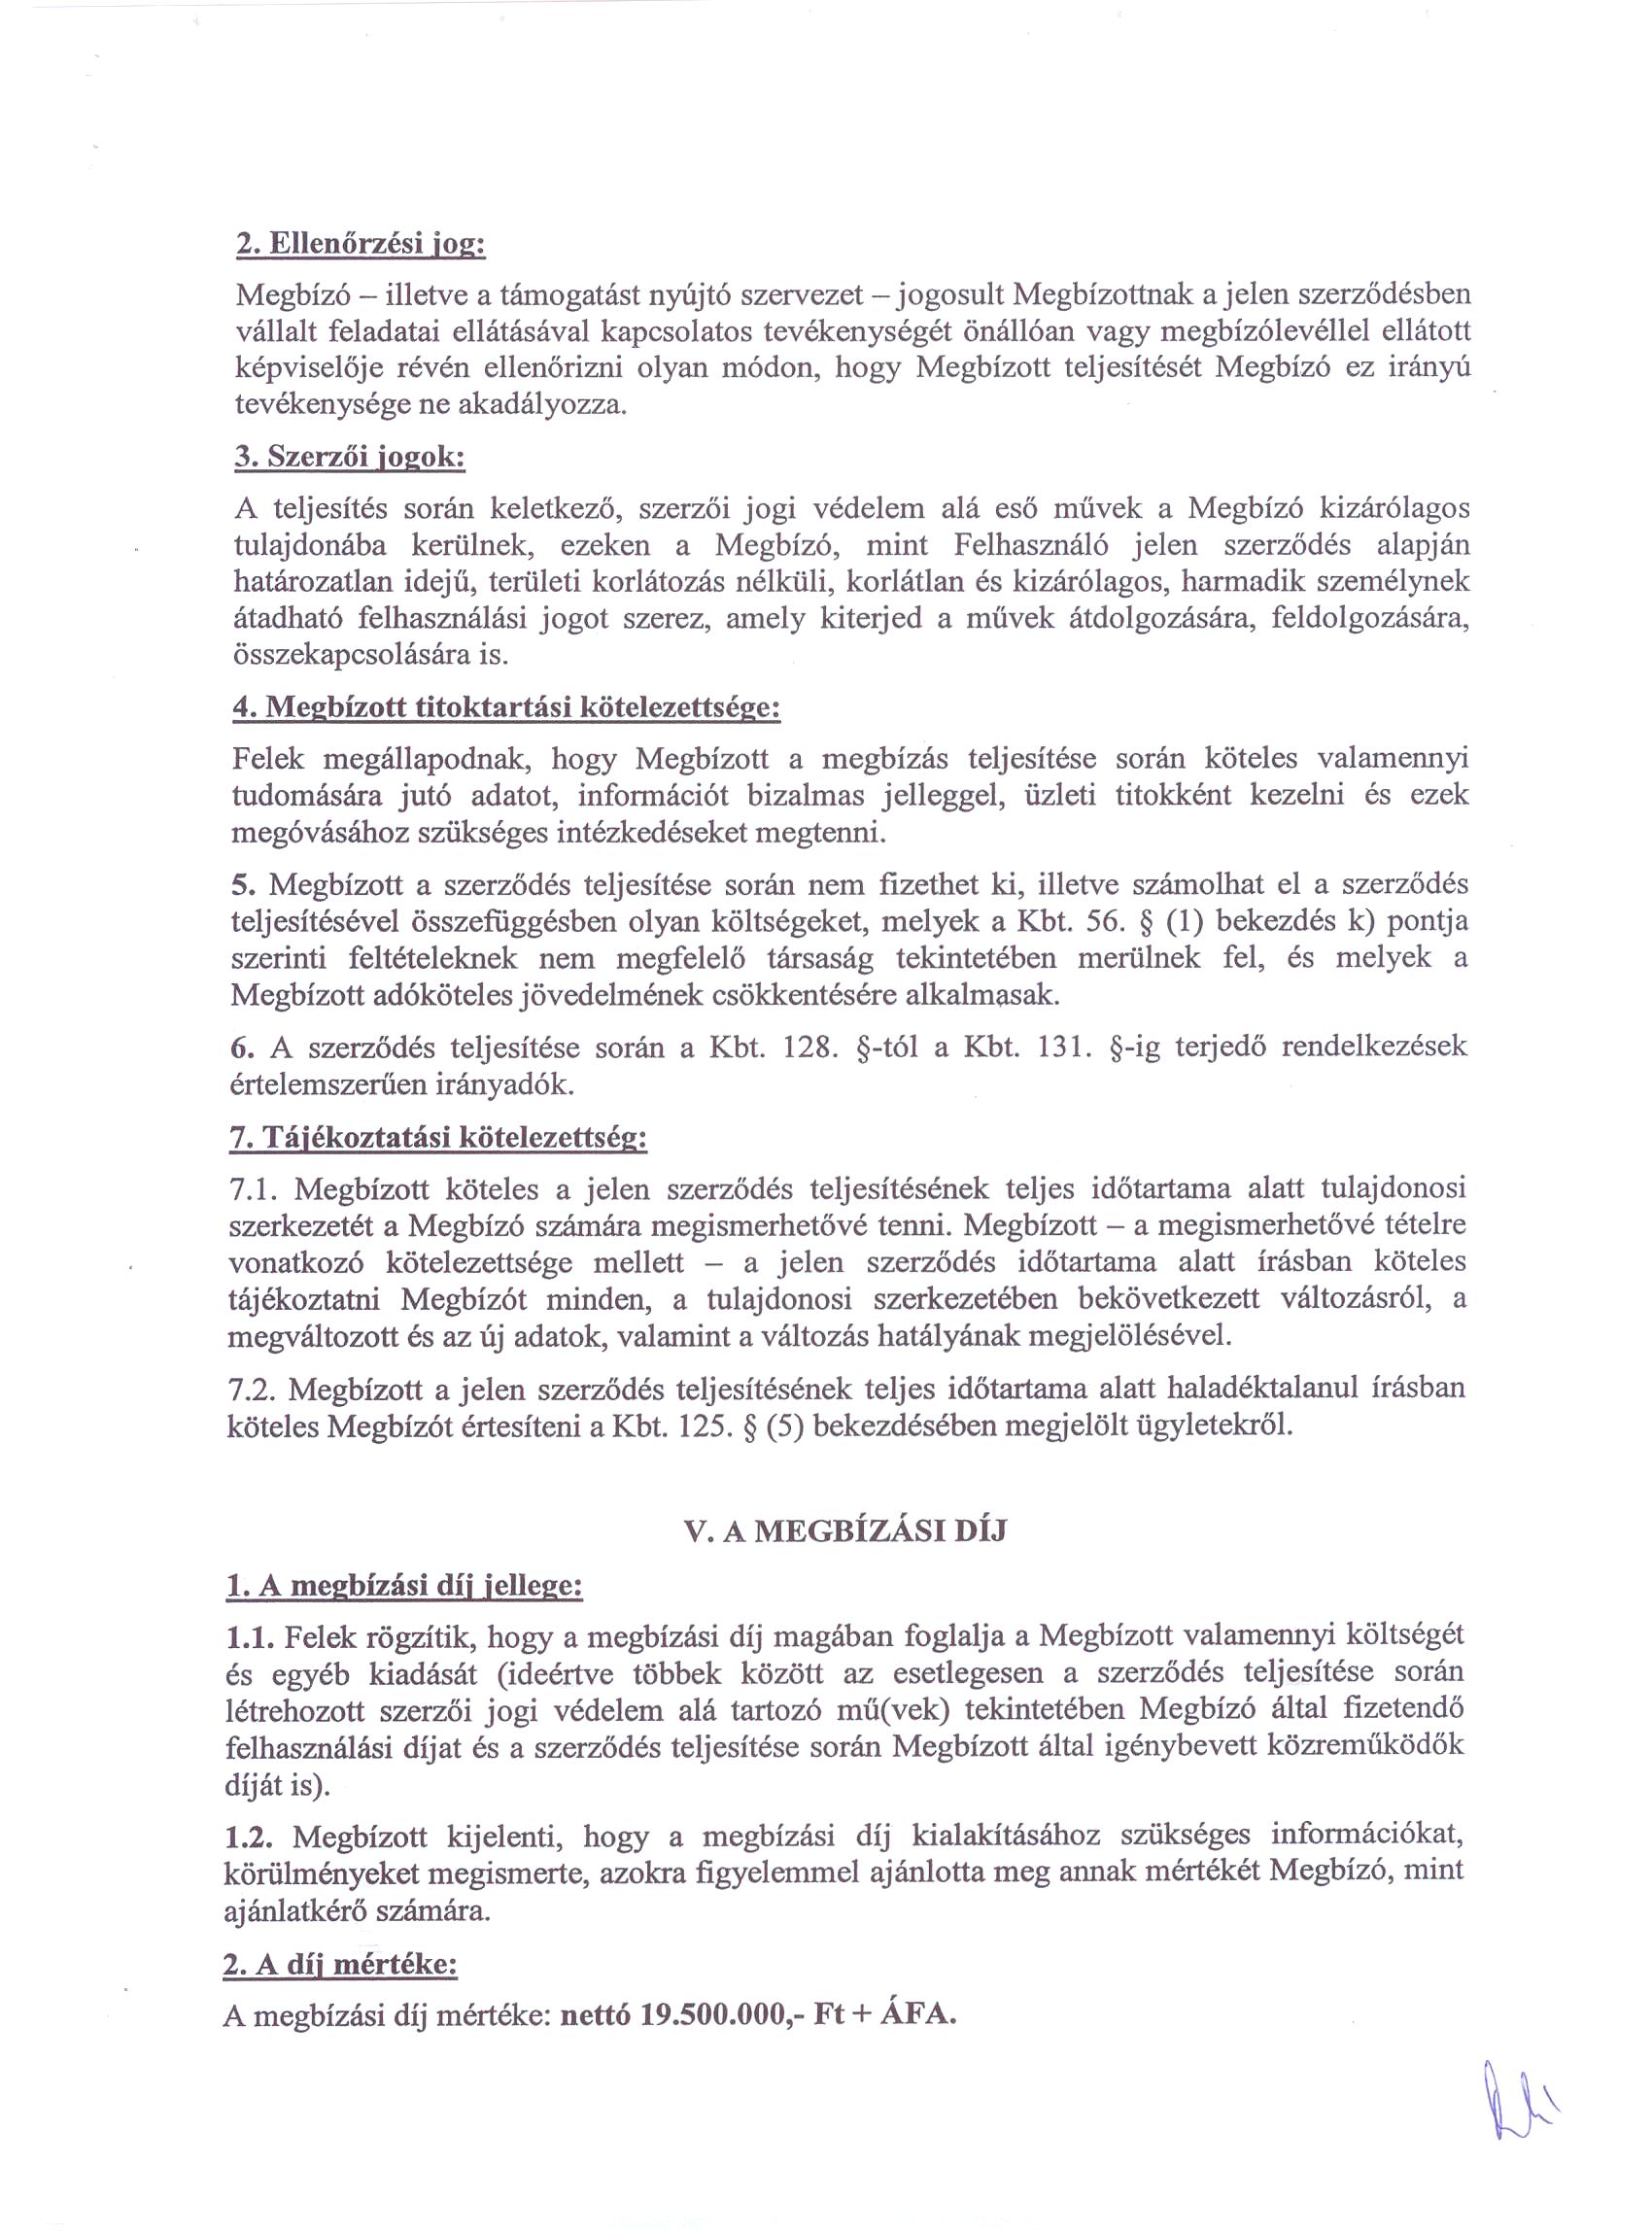 2. Ellenőrzési jog:
Megbízó – illetve a támogatást nyújtó szervezet – jogosult Megbízottnak a jelen szerződésben
vállalt feladatai ellátásával kapcsolatos tevékenységét önállóan vagy megbízólevéllel ellátott
képviselője révén ellenőrizni olyan módon, hogy Megbízott teljesítését Megbízó ez irányú
tevékenysége ne akadályozza.
3. Szerzői jogok:
A teljesítés során keletkező, szerzői jogi védelem alá eső művek a Megbízó kizárólagos
tulajdonába kerülnek, ezeken a Megbízó, mint Felhasználó jelen szerződés alapján
határozatlan idejű, területi korlátozás nélküli, korlátlan és kizárólagos, harmadik személynek
átadható felhasználási jogot szerez, amely kiterjed a művek átdolgozására, feldolgozására,
összekapcsolására is.
4. Megbízott titoktartási kötelezettsége:
Felek megállapodnak, hogy Megbízott a megbízás teljesítése során köteles valamennyi
tudomására jutó adatot, információt bizalmas jelleggel, üzleti titokként kezelni és ezek
megóvásához szükséges intézkedéseket megtenni.
5. Megbízott a szerződés teljesítése során nem fizethet ki, illetve számolhat el a szerződés
teljesítésével összefüggésben olyan költségeket, melyek a Kbt. 56. § (1) bekezdés k) pontja
szerinti feltételeknek nem megfelelő társaság tekintetében merülnek fel, és melyek a
Megbízott adóköteles jövedelmének csökkentésére alkalmasak.
6. A szerződés teljesítése során a Kbt. 128. §-tól a Kbt. 131. §-ig terjedő rendelkezések
értelemszerűen irányadók.
7. Tájékoztatási kötelezettség:
7.1. Megbízott köteles a jelen szerződés teljesítésének teljes időtartama alatt tulajdonosi
szerkezetét a Megbízó számára megismerhetővé tenni. Megbízott – a megismerhetővé tételre
vonatkozó kötelezettsége mellett – a jelen szerződés időtartama alatt írásban köteles
tájékoztatni Megbízót minden, a tulajdonosi szerkezetében bekövetkezett változásról, a
megváltozott és az új adatok, valamint a változás hatályának megjelölésével.
7.2. Megbízott a jelen szerződés teljesítésének teljes időtartama alatt haladéktalanul írásban
köteles Megbízót értesíteni a Kbt. 125. § (5) bekezdésében megjelölt ügyletekről.
V. A MEGBÍZÁSI DÍJ
1. A megbízási díj jellege:
1.1. Felek rögzítik, hogy a megbízási díj magában foglalja a Megbízott valamennyi költségét
és egyéb kiadását (ideértve többek között az esetlegesen a szerződés teljesítése során
létrehozott szerzői jogi védelem alá tartozó mű(vek) tekintetében Megbízó által fizetendő
felhasználási díjat és a szerződés teljesítése során Megbízott által igénybevett közreműködők
díját is).
1.2. Megbízott kijelenti, hogy a megbízási díj kialakításához szükséges információkat,
körülményeket megismerte, azokra figyelemmel ajánlotta meg annak mértékét Megbízó, mint
ajánlatkérő számára.
2. A díj mértéke:
A megbízási díj mértéke: nettó 19.500.000,- Ft + ÁFA.